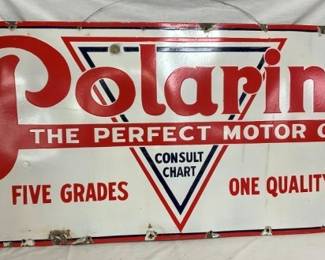 Polarin
THE PERFECT MOTOR O
CONSULT
CHART
FIVE GRADES ONE QUALITY